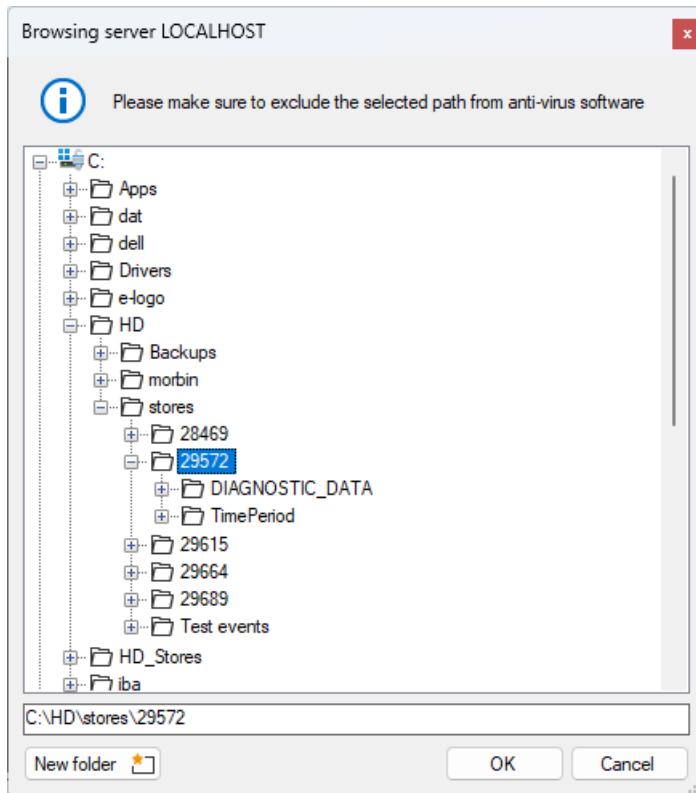 Browsing server LOCALHOST
x
Please make sure to exclude the selected path from anti-virus software
C:
Apps
dat
dell
Drivers
e-logo
HD
Backups
morbin
stores
28469
29572
DIAGNOSTIC_DATA
TimePeriod
29615
29664
29689
Test events
HD_Stores
iba
C:\HD\stores\29572
New folder OK Cancel